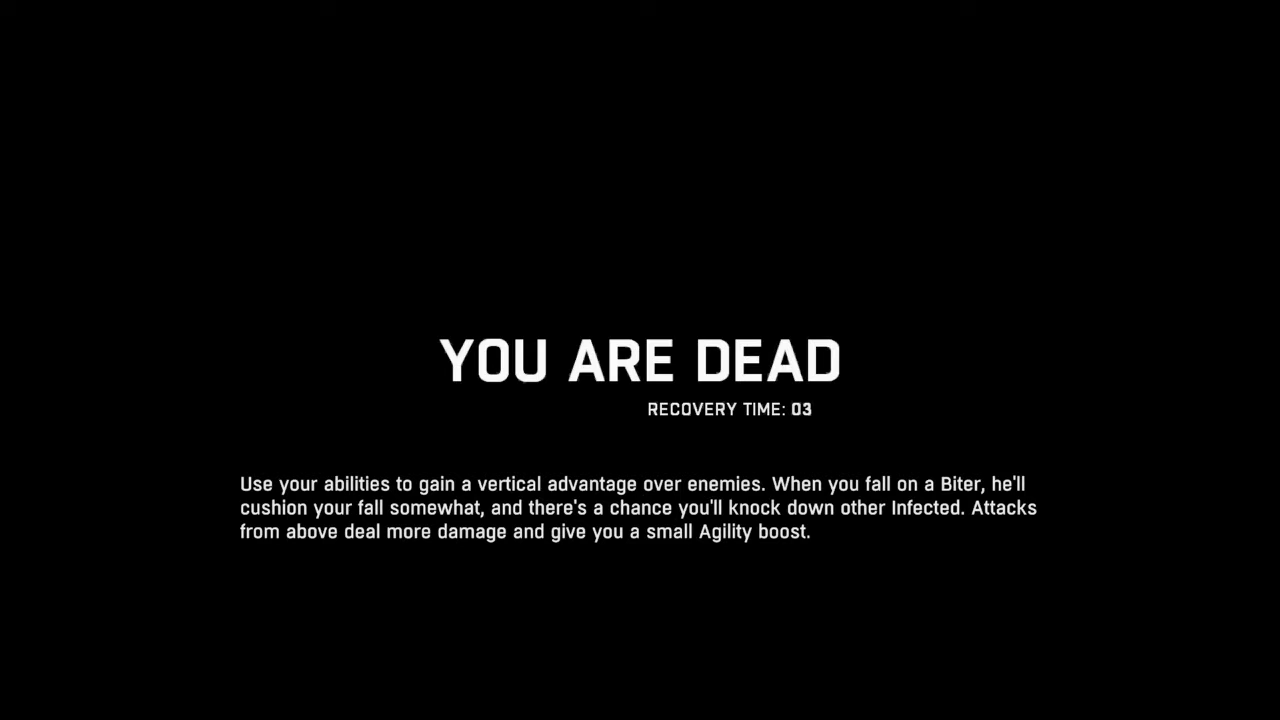 YOU ARE DEAD
RECOVERY TIME: 03
Use your abilities to gain a vertical advantage over enemies. When you fall on a Biter, he'll
cushion your fall somewhat, and there's a chance you'll knock down other Infected. Attacks
from above deal more damage and give you a small Agility boost.